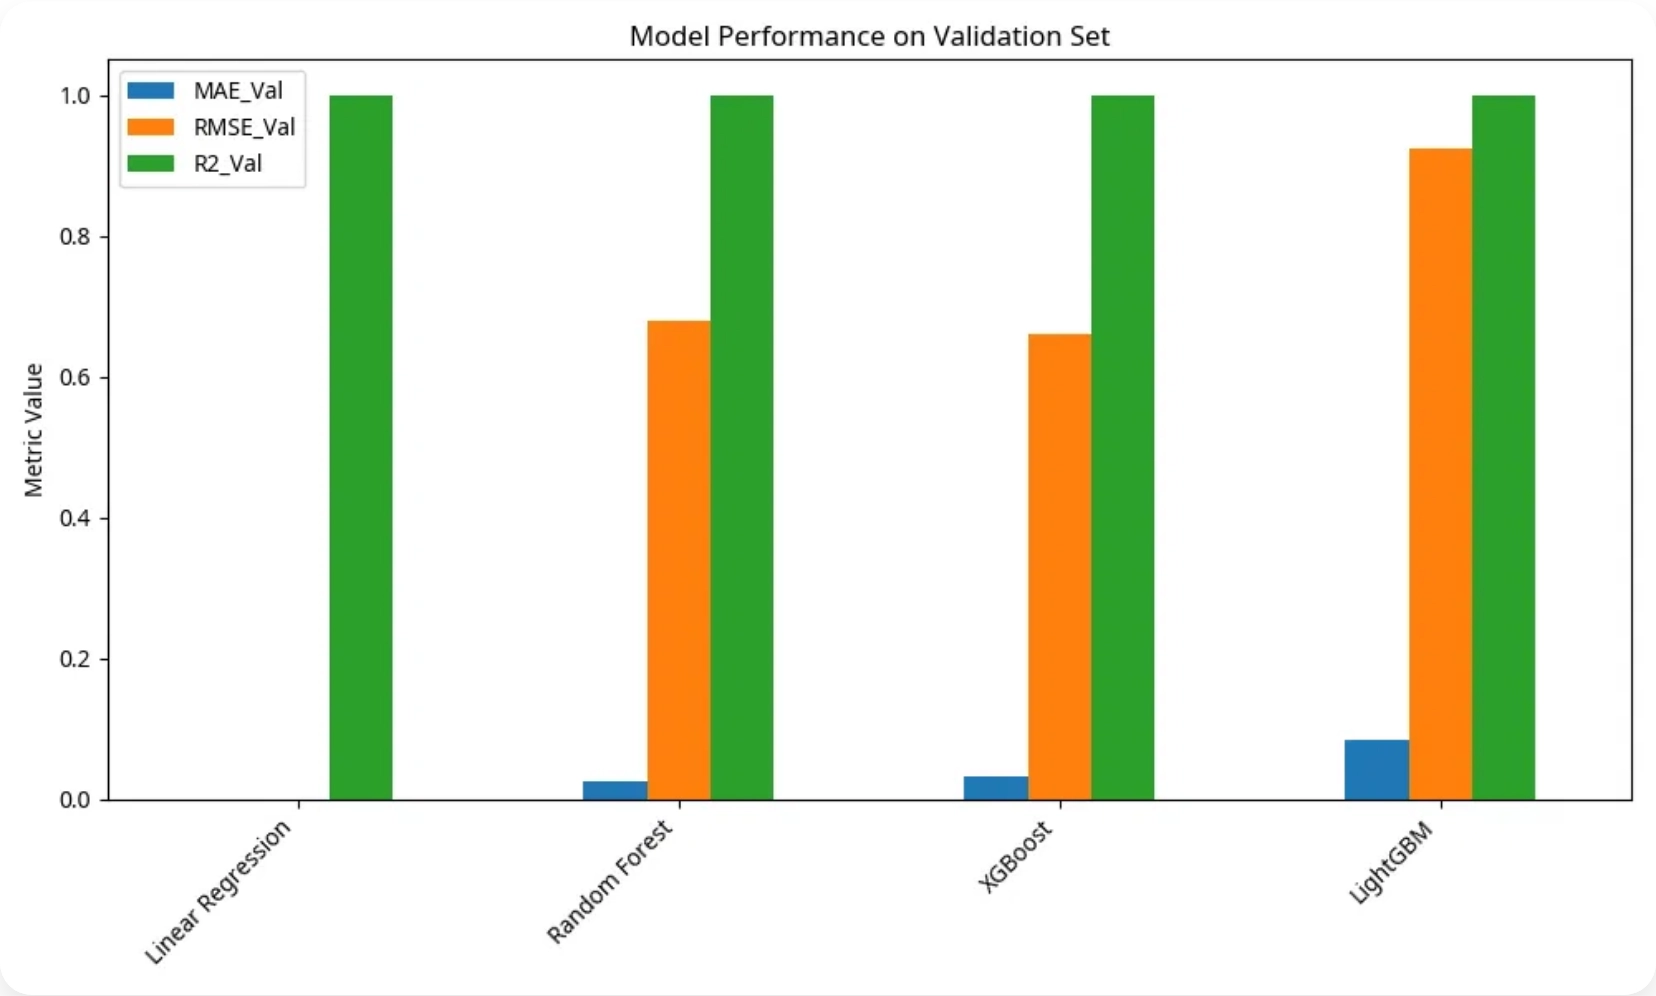 Model Performance on Validation Set
MAE_Val
RMSE_Val
R2_Val
Metric Value
1.0
0.8
0.6
0.4
0.2
0.0
Linear Regression
Random Forest
XGBoost
LightGBM